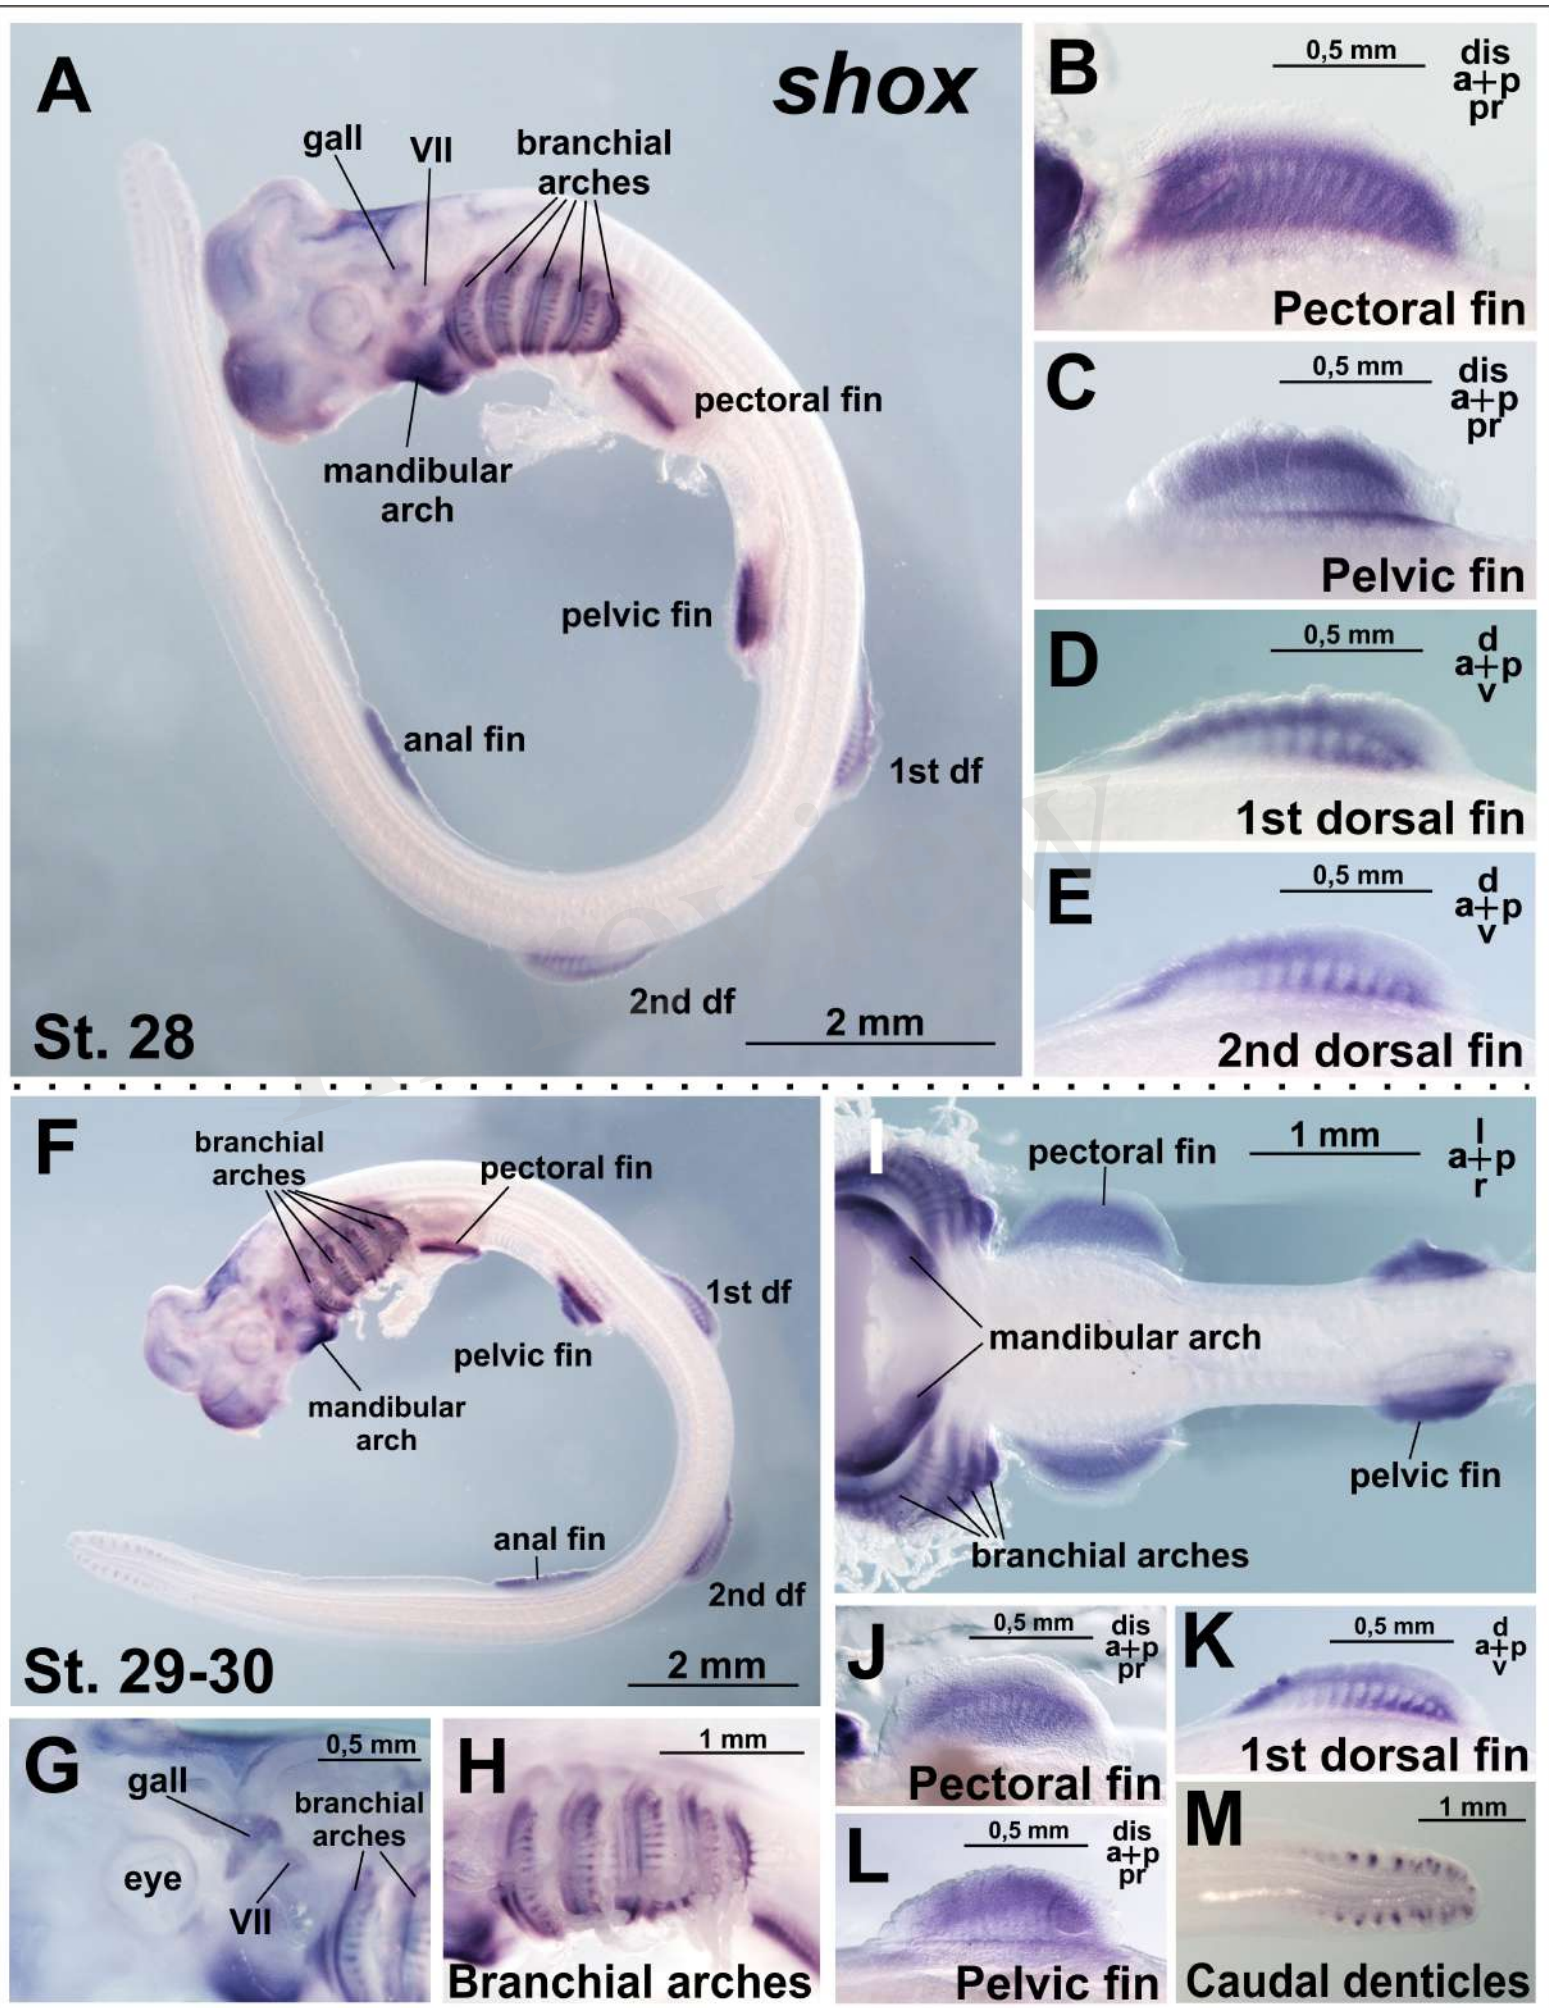 A
shox
gall
VII
branchial
arches
pectoral fin
mandibular
arch
pelvic fin
anal fin
1st df
2nd df
St. 28
2 mm
B
0,5 mm
dis
a+p
pr
Pectoral fin
C
0,5 mm
dis
a+p
pr
Pelvic fin
D
0,5 mm
d
a+p
v
1st dorsal fin
E
0,5 mm
d
a+p
v
2nd dorsal fin
F
branchial
arches
pectoral fin
1st df
pelvic fin
mandibular
arch
anal fin
2nd df
St. 29-30
2 mm
G
0,5 mm
gall
branchial
arches
eye
VII
H
1 mm
Branchial arches
I
pectoral fin
1 mm
l
a+p
r
mandibular arch
pelvic fin
branchial arches
J
0,5 mm
dis
a+p
pr
Pectoral fin
K
0,5 mm
d
a+p
v
1st dorsal fin
L
0,5 mm
dis
a+p
pr
Pelvic fin
M
1 mm
Caudal denticles